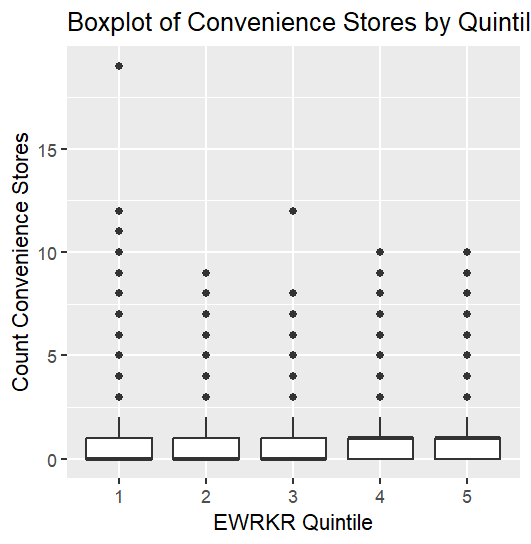 Boxplot of Convenience Stores by Quintil
Count Convenience Stores
15
10
5
0
1 2 3 4 5
EWRKR Quintile